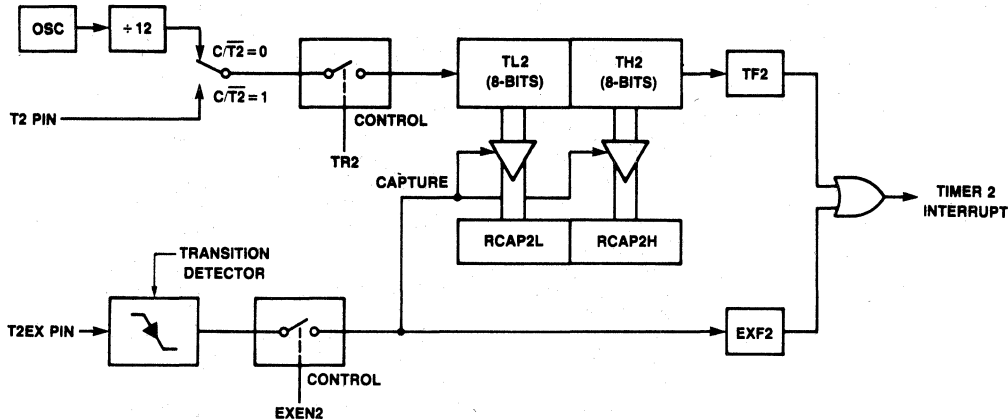 OSC
÷12
C/T2̅ = 0
C/T2̅ = 1
T2 PIN
CONTROL
TR2
TL2
(8-BITS)
TH2
(8-BITS)
TF2
CAPTURE
RCAP2L
RCAP2H
TIMER 2
INTERRUPT
TRANSITION
DETECTOR
T2EX PIN
CONTROL
EXEN2
EXF2